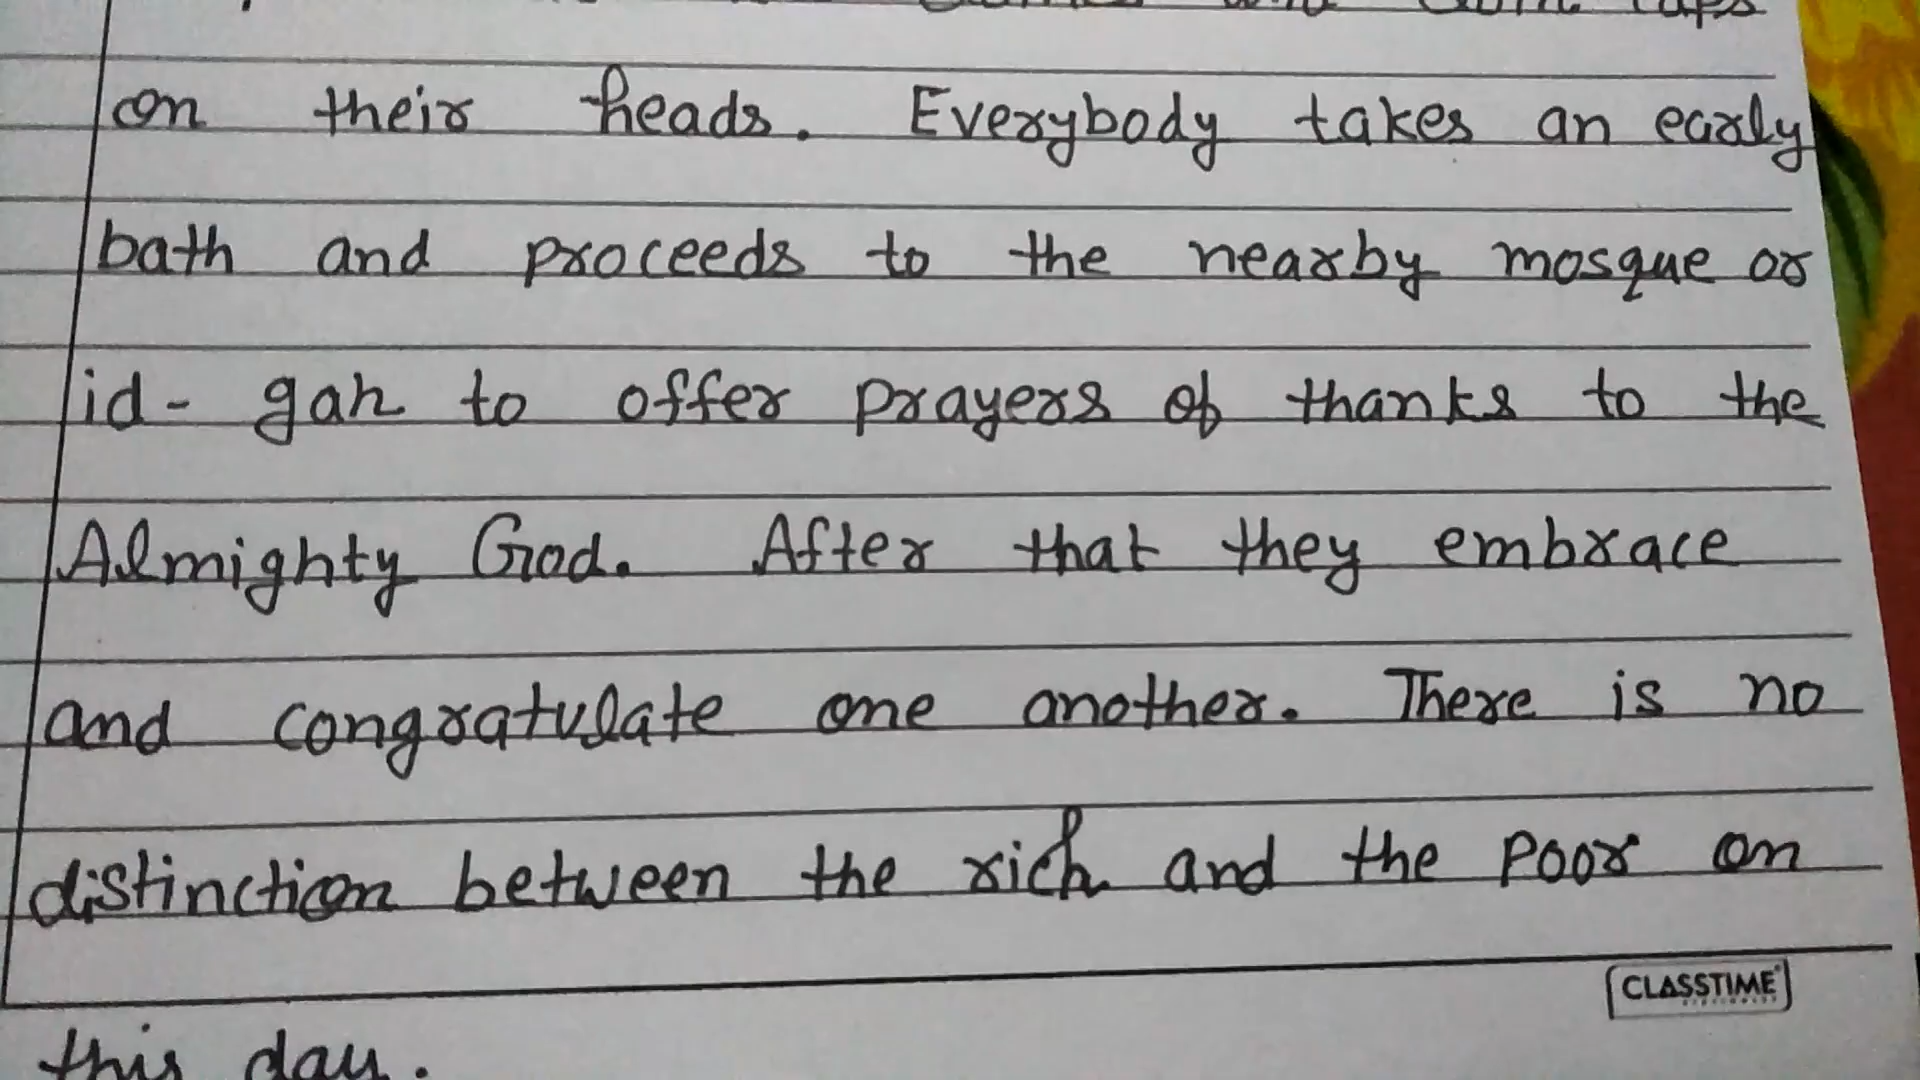 caps
on their heads. Everybody takes an early
bath and proceeds to the nearby mosque or
id- gah to offer prayers of thanks to the
Almighty God. After that they embrace
and congratulate one another. There is no
distinction between the rich and the poor on
CLASSTIME
this day.